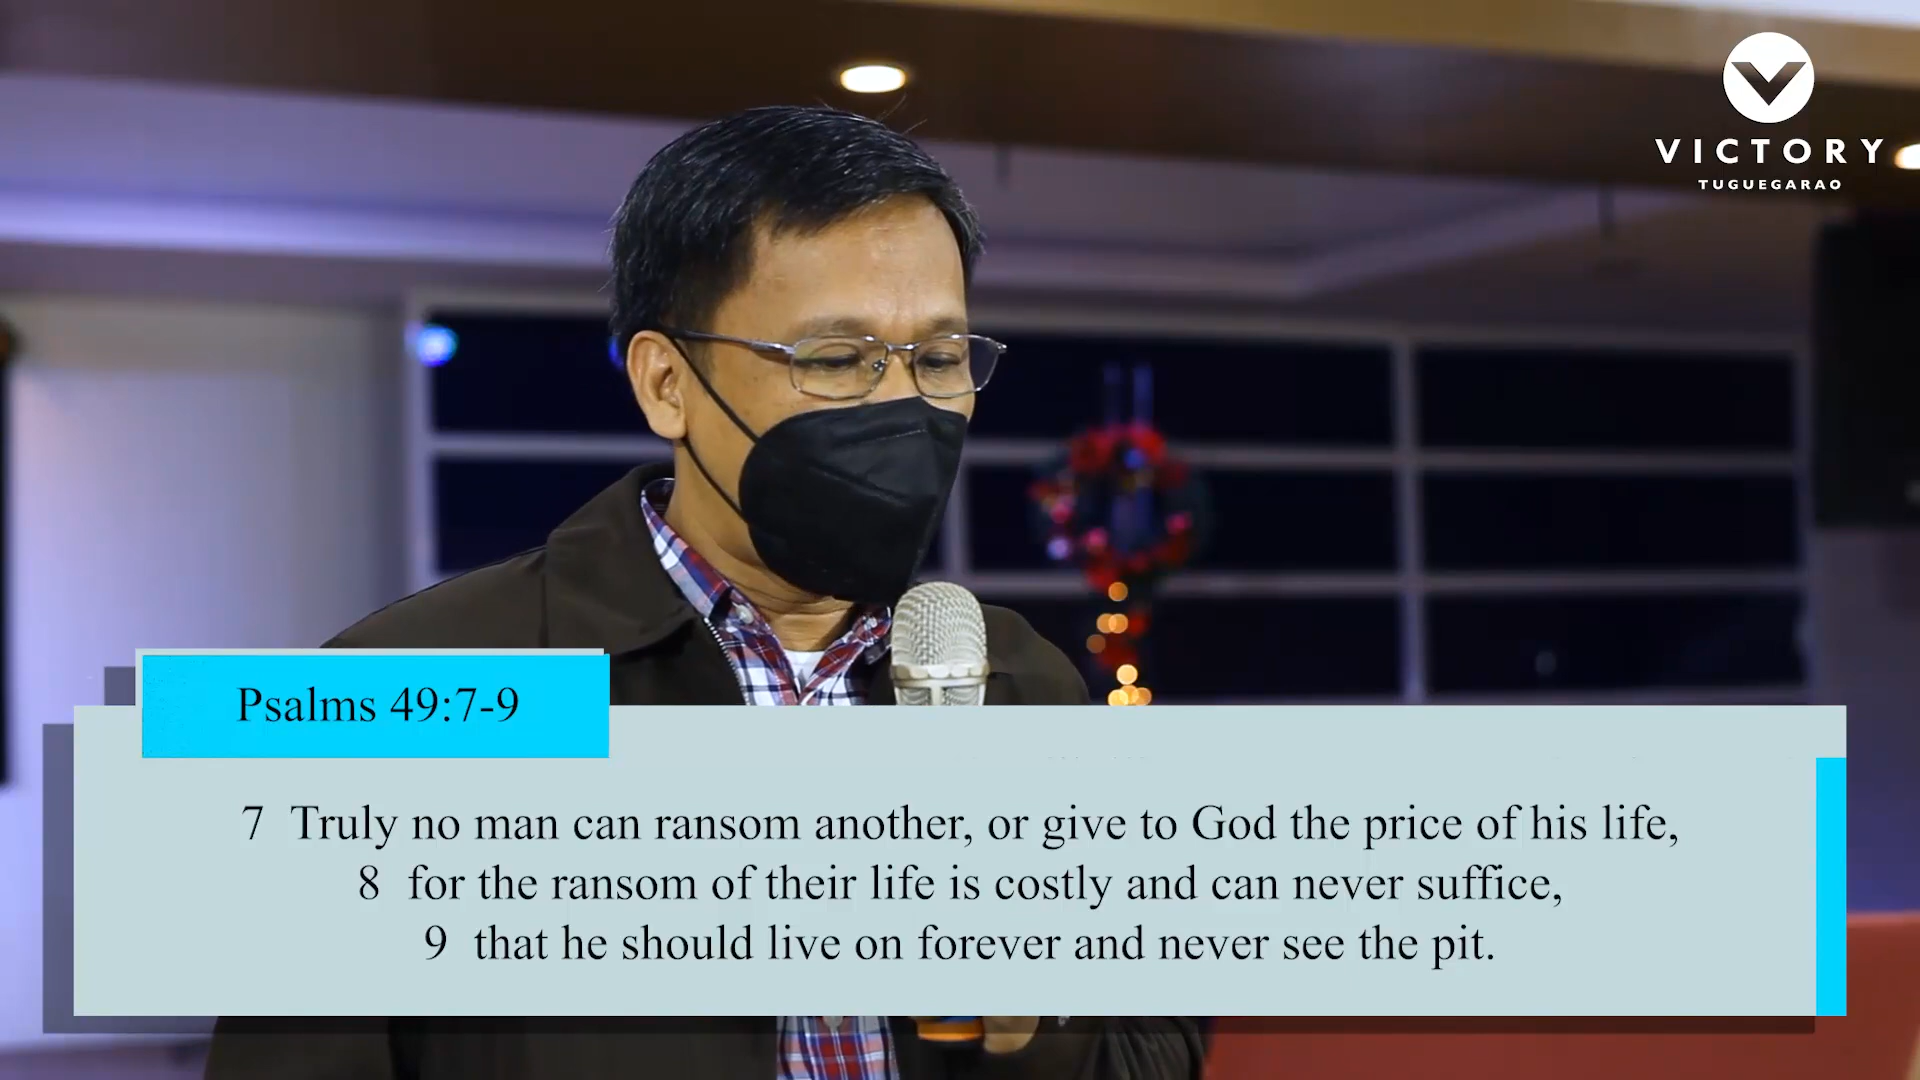 VICTORY
TUGUEGARAO
Psalms 49:7-9
7 Truly no man can ransom another, or give to God the price of his life,
8 for the ransom of their life is costly and can never suffice,
9 that he should live on forever and never see the pit.